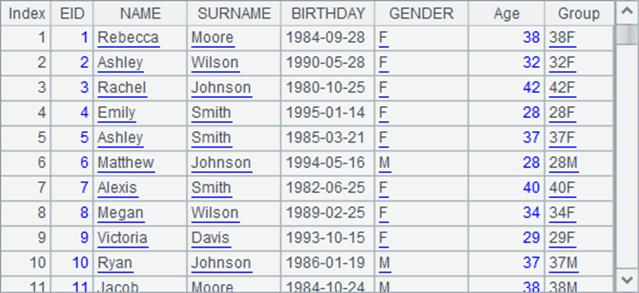 Index EID NAME SURNAME BIRTHDAY GENDER Age Group
1 1 Rebecca Moore 1984-09-28 F 38 38F
2 2 Ashley Wilson 1990-05-28 F 32 32F
3 3 Rachel Johnson 1980-10-25 F 42 42F
4 4 Emily Smith 1995-01-14 F 28 28F
5 5 Ashley Smith 1985-03-21 F 37 37F
6 6 Matthew Johnson 1994-05-16 M 28 28M
7 7 Alexis Smith 1982-06-25 F 40 40F
8 8 Megan Wilson 1989-02-25 F 34 34F
9 9 Victoria Davis 1993-10-15 F 29 29F
10 10 Ryan Johnson 1986-01-19 M 37 37M
11 11 Jacob Moore 1984-10-24 M 38 38M